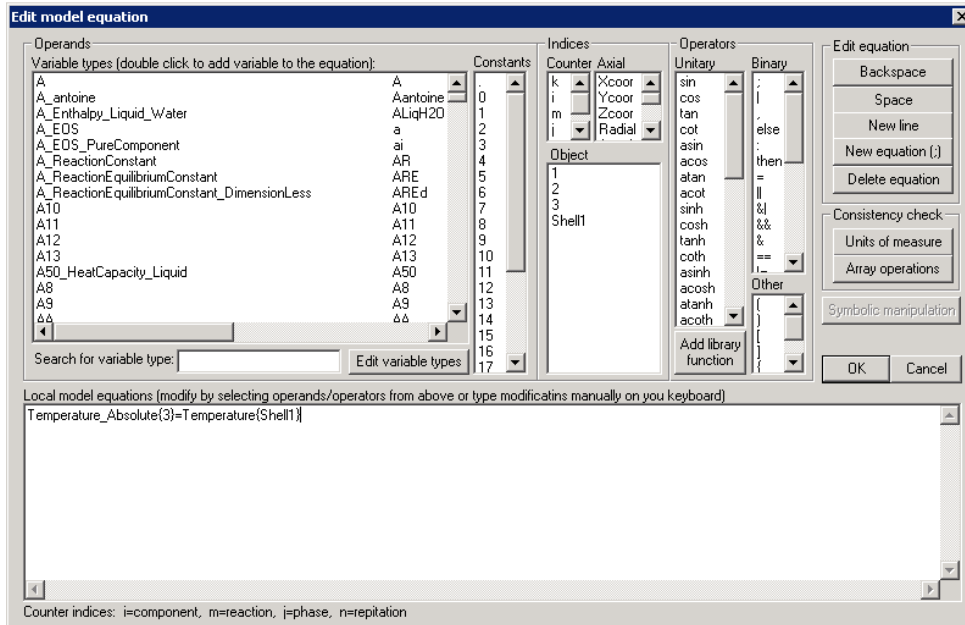 Edit model equation
Operands
Variable types (double click to add variable to the equation):
A A
A_antoine Aantoine
A_Enthalpy_Liquid_Water ALiqH2O
A_EOS a
A_EOS_PureComponent ai
A_ReactionConstant AR
A_ReactionEquilibriumConstant ARE
A_ReactionEquilibriumConstant_DimensionLess AREd
A10 A10
A11 A11
A12 A12
A13 A13
A50_HeatCapacity_Liquid A50
A8 A8
A9 A9
AA AA
Search for variable type:
Edit variable types
Constants
.
0
1
2
3
4
5
6
7
8
9
10
11
12
13
14
15
16
17
Indices
Counter Axial
k Xcoor
i Ycoor
m Zcoor
j Radial
Object
1
2
3
Shell1
Operators
Unitary
sin
cos
tan
cot
asin
acos
atan
acot
sinh
cosh
tanh
coth
asinh
acosh
atanh
acoth
Add library
function
Binary
;
|
,
else
:
then
=
||
&|
&&
&
==
!=
Other
(
)
[
]
{
Edit equation
Backspace
Space
New line
New equation (;)
Delete equation
Consistency check
Units of measure
Array operations
Symbolic manipulation
OK
Cancel
Local model equations (modify by selecting operands/operators from above or type modificatins manually on you keyboard)
Temperature_Absolute{3}=Temperature{Shell1}
Counter indices: i=component, m=reaction, j=phase, n=repitation